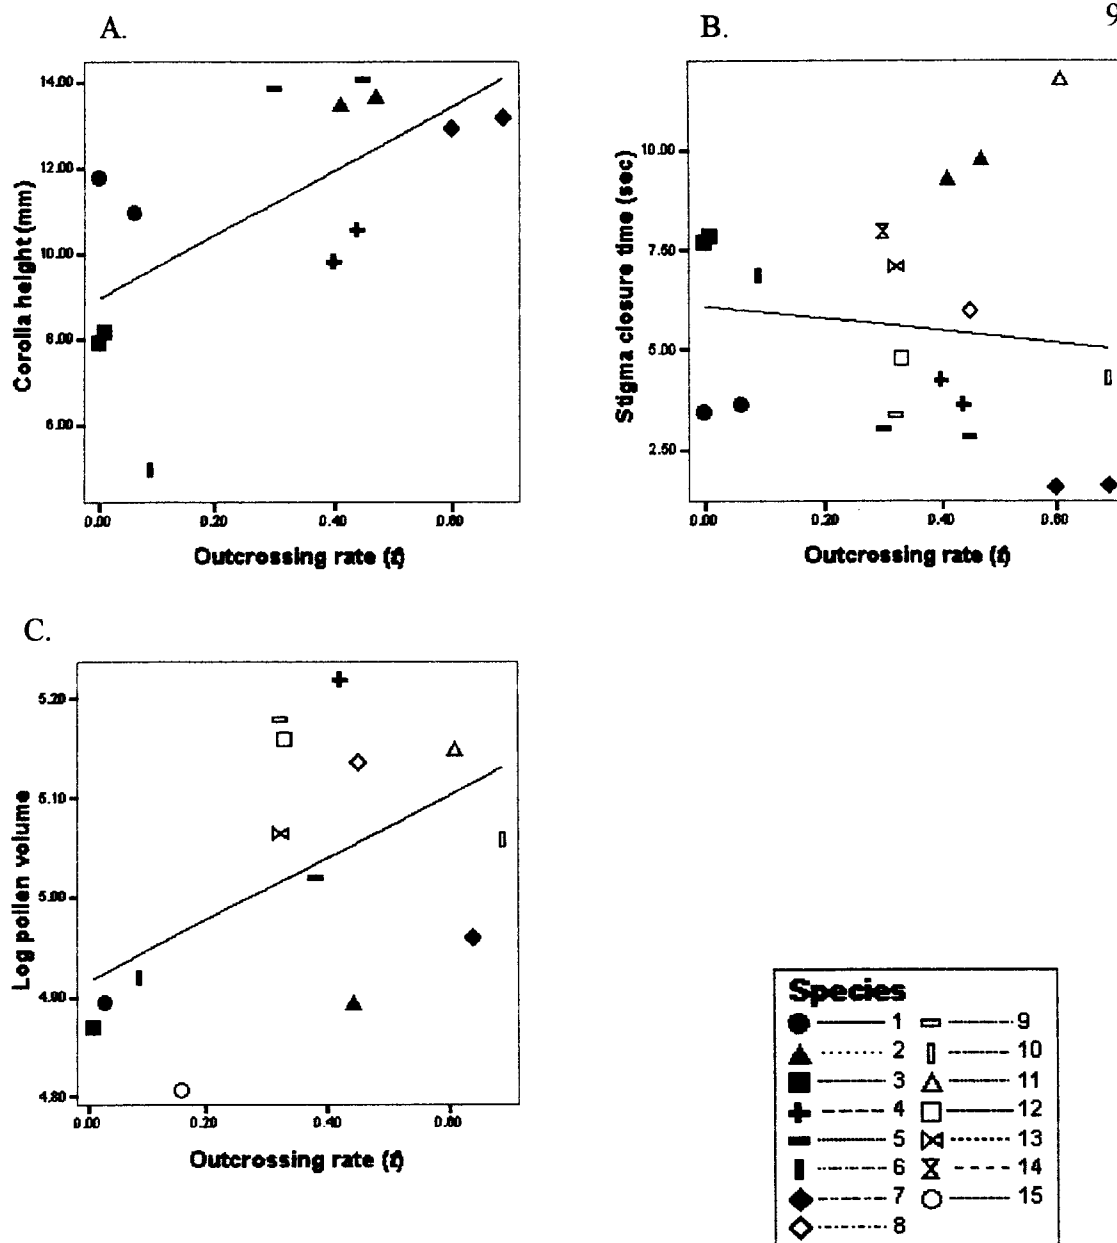 9
A.
B.
14.00
12.00
10.00
8.00
6.00
Corolla height (mm)
0.00 0.20 0.40 0.60
Outcrossing rate (t)
10.00
7.50
5.00
2.50
Stigma closure time (sec)
0.00 0.20 0.40 0.60
Outcrossing rate (t)
C.
5.20
5.10
5.00
4.90
4.80
Log pollen volume
0.00 0.20 0.40 0.60
Outcrossing rate (t)
Species
1 9
2 10
3 11
4 12
5 13
6 14
7 15
8